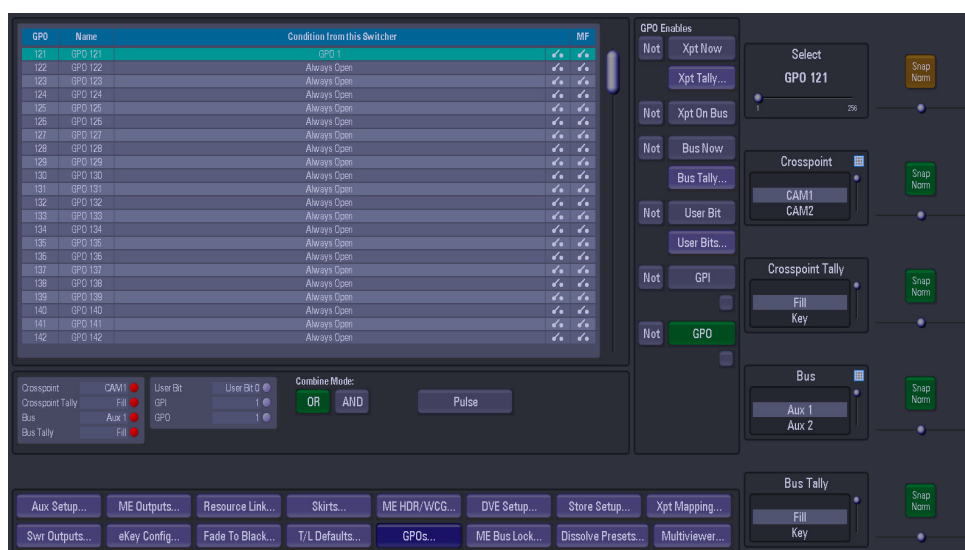 GPO Name Condition from this Switcher MF
121 GPO 121 GPO 1
122 GPO 122 Always Open
123 GPO 123 Always Open
124 GPO 124 Always Open
125 GPO 125 Always Open
126 GPO 126 Always Open
127 GPO 127 Always Open
128 GPO 128 Always Open
129 GPO 129 Always Open
130 GPO 130 Always Open
131 GPO 131 Always Open
132 GPO 132 Always Open
133 GPO 133 Always Open
134 GPO 134 Always Open
135 GPO 135 Always Open
136 GPO 136 Always Open
137 GPO 137 Always Open
138 GPO 138 Always Open
139 GPO 139 Always Open
140 GPO 140 Always Open
141 GPO 141 Always Open
142 GPO 142 Always Open
Crosspoint CAM1
Crosspoint Tally Fill
Bus Aux 1
Bus Tally Fill
User Bit User Bit 0
GPI 1
GPO 1
Combine Mode:
OR AND
Pulse
GPO Enables
Not Xpt Now
Xpt Tally...
Not Xpt On Bus
Not Bus Now
Bus Tally...
Not User Bit
User Bits...
Not GPI
Not GPO
Select
GPO 121
1 256
Snap
Norm
Crosspoint
CAM1
CAM2
Snap
Norm
Crosspoint Tally
Fill
Key
Snap
Norm
Bus
Aux 1
Aux 2
Snap
Norm
Bus Tally
Fill
Key
Snap
Norm
Aux Setup... ME Outputs... Resource Link... Skirts... ME HDR/WCG... DVE Setup... Store Setup... Xpt Mapping...
Swr Outputs... eKey Config... Fade To Black... T/L Defaults... GPOs... ME Bus Lock... Dissolve Presets... Multiviewer...